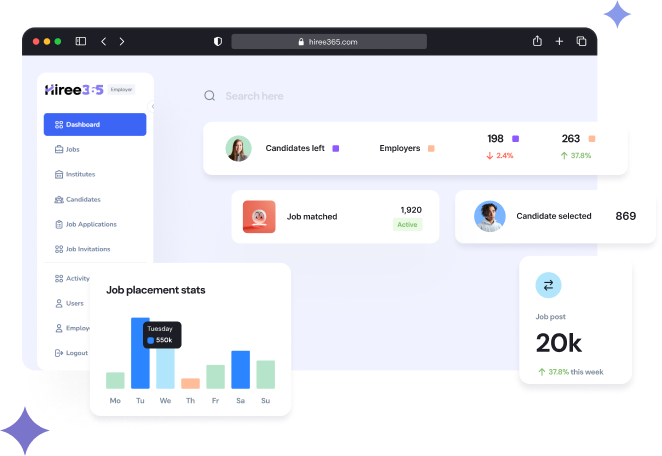 hiree365.com
Hiree365 Employer
Search here
Dashboard
Jobs
Institutes
Candidates
Job Applications
Job Invitations
Activity
Users
Employe
Logout
Candidates left
Employers
198
2.4%
263
37.8%
Job matched
1,920
Active
Candidate selected
869
Job placement stats
Tuesday
550k
Mo Tu We Th Fr Sa Su
Job post
20k
37.8% this week